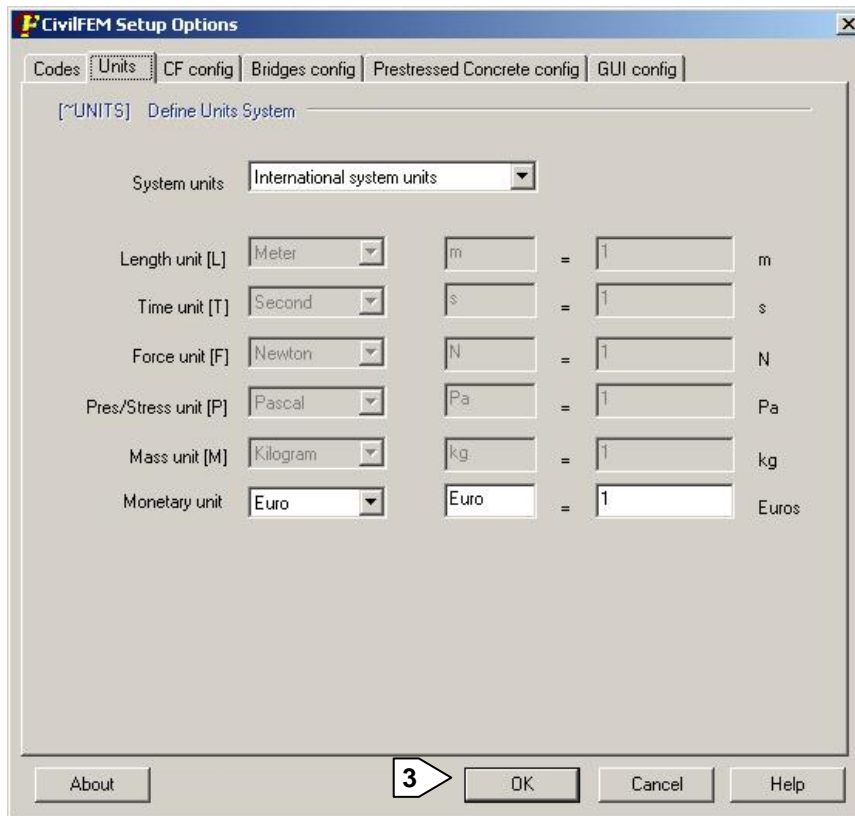 CivilFEM Setup Options
Codes Units CF config Bridges config Prestressed Concrete config GUI config
[~UNITS] Define Units System
System units International system units
Length unit [L] Meter m = 1 m
Time unit [T] Second s = 1 s
Force unit [F] Newton N = 1 N
Pres/Stress unit [P] Pascal Pa = 1 Pa
Mass unit [M] Kilogram kg = 1 kg
Monetary unit Euro Euro = 1 Euros
About 3 OK Cancel Help